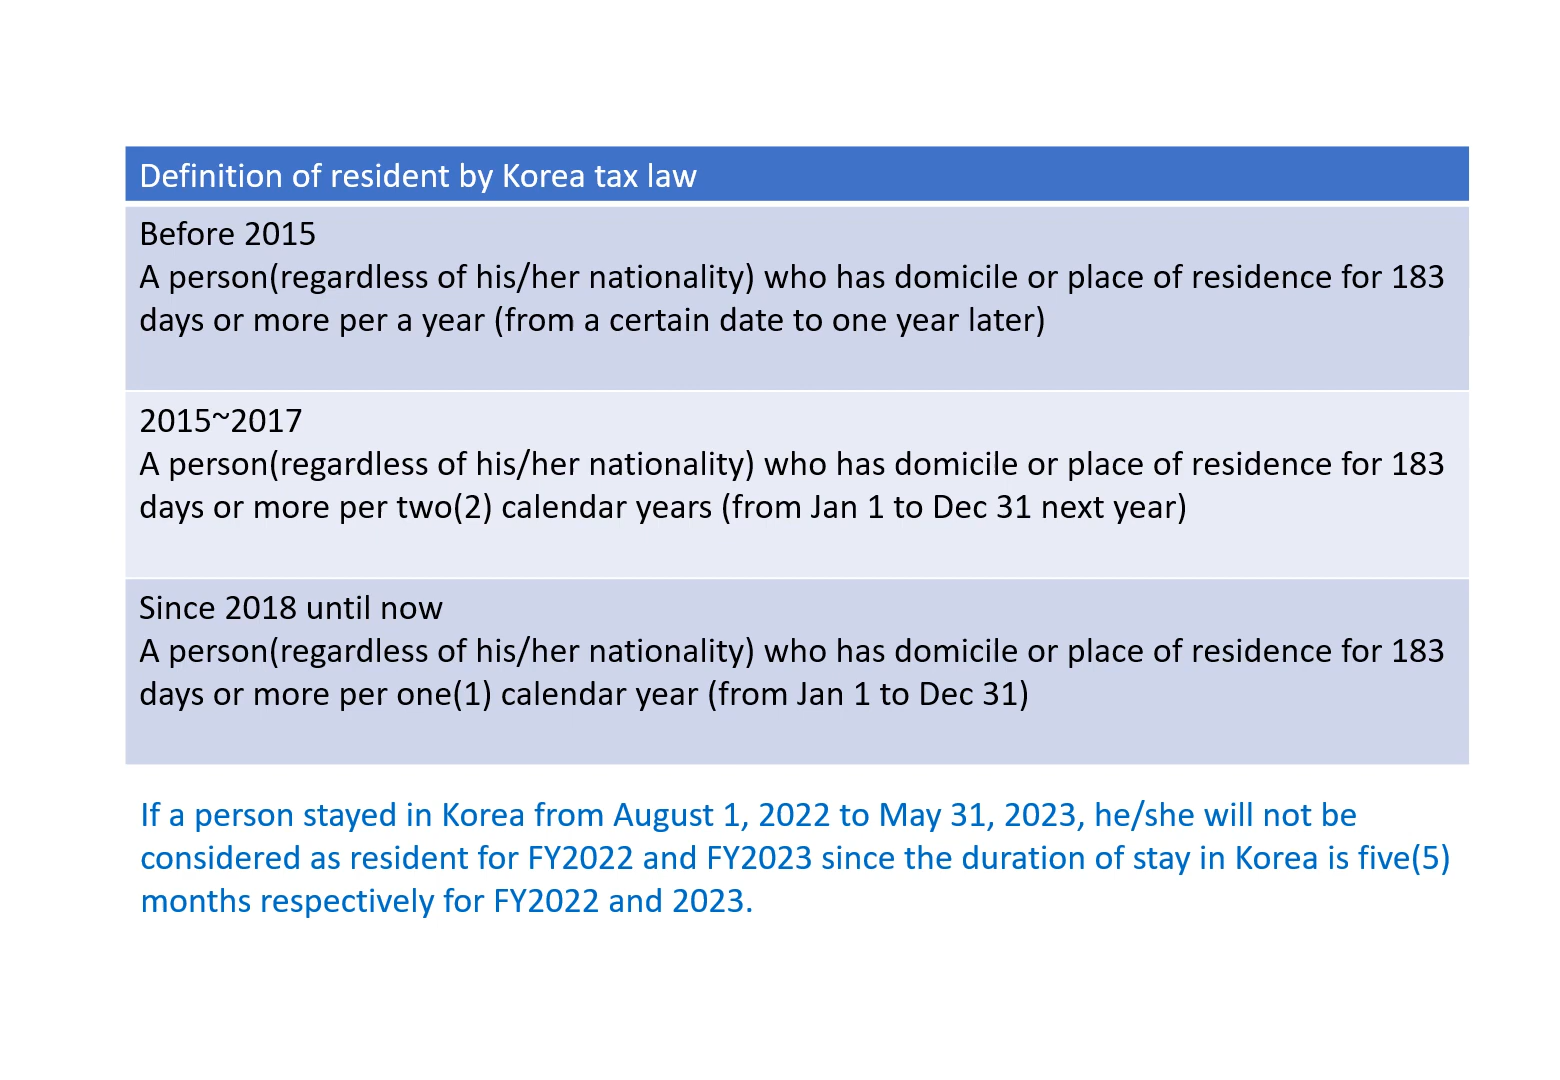 Definition of resident by Korea tax law
Before 2015
A person(regardless of his/her nationality) who has domicile or place of residence for 183
days or more per a year (from a certain date to one year later)
2015~2017
A person(regardless of his/her nationality) who has domicile or place of residence for 183
days or more per two(2) calendar years (from Jan 1 to Dec 31 next year)
Since 2018 until now
A person(regardless of his/her nationality) who has domicile or place of residence for 183
days or more per one(1) calendar year (from Jan 1 to Dec 31)
If a person stayed in Korea from August 1, 2022 to May 31, 2023, he/she will not be
considered as resident for FY2022 and FY2023 since the duration of stay in Korea is five(5)
months respectively for FY2022 and 2023.